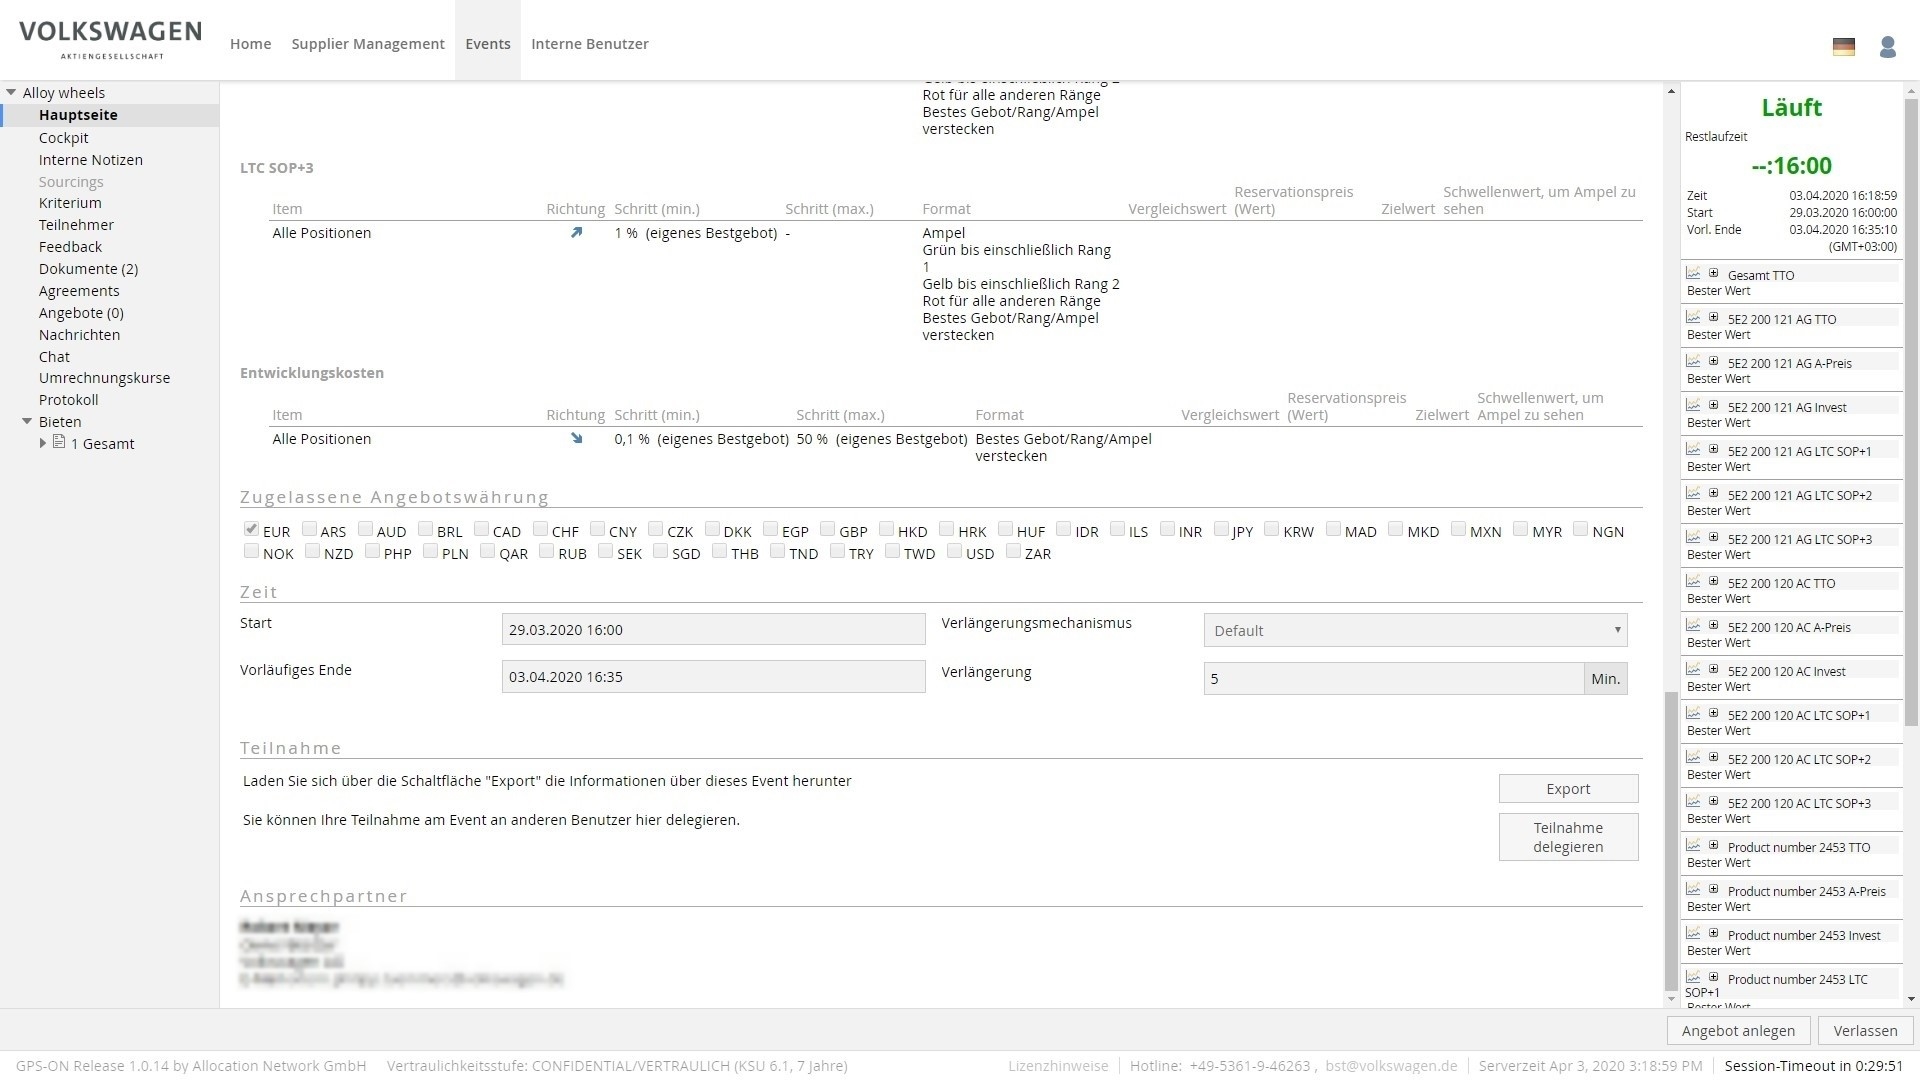 VOLKSWAGEN
AKTIENGESELLSCHAFT
Home Supplier Management Events Interne Benutzer
Alloy wheels
Hauptseite
Cockpit
Interne Notizen
Sourcings
Kriterium
Teilnehmer
Feedback
Dokumente (2)
Agreements
Angebote (0)
Nachrichten
Chat
Umrechnungskurse
Protokoll
Bieten
1 Gesamt
Gelb bis einschließlich Rang 2
Rot für alle anderen Ränge
Bestes Gebot/Rang/Ampel
verstecken
LTC SOP+3
Item Richtung Schritt (min.) Schritt (max.) Format Vergleichswert Reservationspreis (Wert) Zielwert Schwellenwert, um Ampel zu sehen
Alle Positionen 1 % (eigenes Bestgebot) - Ampel
Grün bis einschließlich Rang
1
Gelb bis einschließlich Rang 2
Rot für alle anderen Ränge
Bestes Gebot/Rang/Ampel
verstecken
Entwicklungskosten
Item Richtung Schritt (min.) Schritt (max.) Format Vergleichswert Reservationspreis (Wert) Zielwert Schwellenwert, um Ampel zu sehen
Alle Positionen 0,1 % (eigenes Bestgebot) 50 % (eigenes Bestgebot) Bestes Gebot/Rang/Ampel
verstecken
Zugelassene Angebotswährung
EUR ARS AUD BRL CAD CHF CNY CZK DKK EGP GBP HKD HRK HUF IDR ILS INR JPY KRW MAD MKD MXN MYR NGN
NOK NZD PHP PLN QAR RUB SEK SGD THB TND TRY TWD USD ZAR
Zeit
Start 29.03.2020 16:00 Verlängerungsmechanismus Default
Vorläufiges Ende 03.04.2020 16:35 Verlängerung 5 Min.
Teilnahme
Laden Sie sich über die Schaltfläche "Export" die Informationen über dieses Event herunter Export
Sie können Ihre Teilnahme am Event an anderen Benutzer hier delegieren. Teilnahme
delegieren
Ansprechpartner
Läuft
Restlaufzeit
--:16:00
Zeit 03.04.2020 16:18:59
Start 29.03.2020 16:00:00
Vorl. Ende 03.04.2020 16:35:10
(GMT+03:00)
Gesamt TTO
Bester Wert
5E2 200 121 AG TTO
Bester Wert
5E2 200 121 AG A-Preis
Bester Wert
5E2 200 121 AG Invest
Bester Wert
5E2 200 121 AG LTC SOP+1
Bester Wert
5E2 200 121 AG LTC SOP+2
Bester Wert
5E2 200 121 AG LTC SOP+3
Bester Wert
5E2 200 120 AC TTO
Bester Wert
5E2 200 120 AC A-Preis
Bester Wert
5E2 200 120 AC Invest
Bester Wert
5E2 200 120 AC LTC SOP+1
Bester Wert
5E2 200 120 AC LTC SOP+2
Bester Wert
5E2 200 120 AC LTC SOP+3
Bester Wert
Product number 2453 TTO
Bester Wert
Product number 2453 A-Preis
Bester Wert
Product number 2453 Invest
Bester Wert
Product number 2453 LTC
SOP+1
Bester Wert
Angebot anlegen Verlassen
GPS-ON Release 1.0.14 by Allocation Network GmbH Vertraulichkeitsstufe: CONFIDENTIAL/VERTRAULICH (KSU 6.1, 7 Jahre) Lizenzhinweise Hotline: +49-5361-9-46263 , bst@volkswagen.de Serverzeit Apr 3, 2020 3:18:59 PM Session-Timeout in 0:29:51